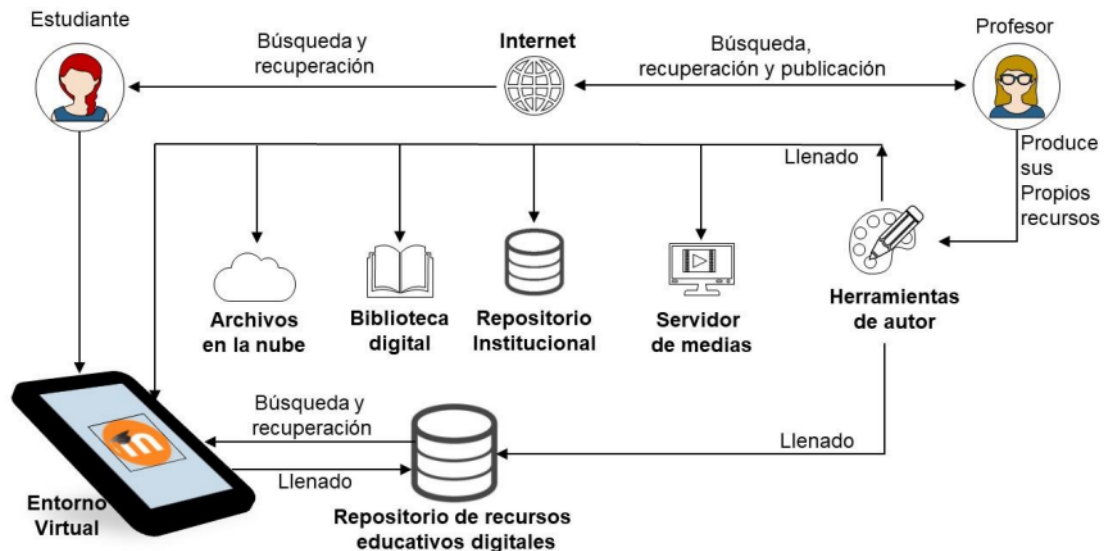 Estudiante
Búsqueda y
recuperación
Internet
Búsqueda,
recuperación y publicación
Profesor
Produce
sus
Propios
recursos
Llenado
Archivos
en la nube
Biblioteca
digital
Repositorio
Institucional
Servidor
de medias
Herramientas
de autor
Búsqueda y
recuperación
Llenado
Llenado
Entorno
Virtual
Repositorio de recursos
educativos digitales